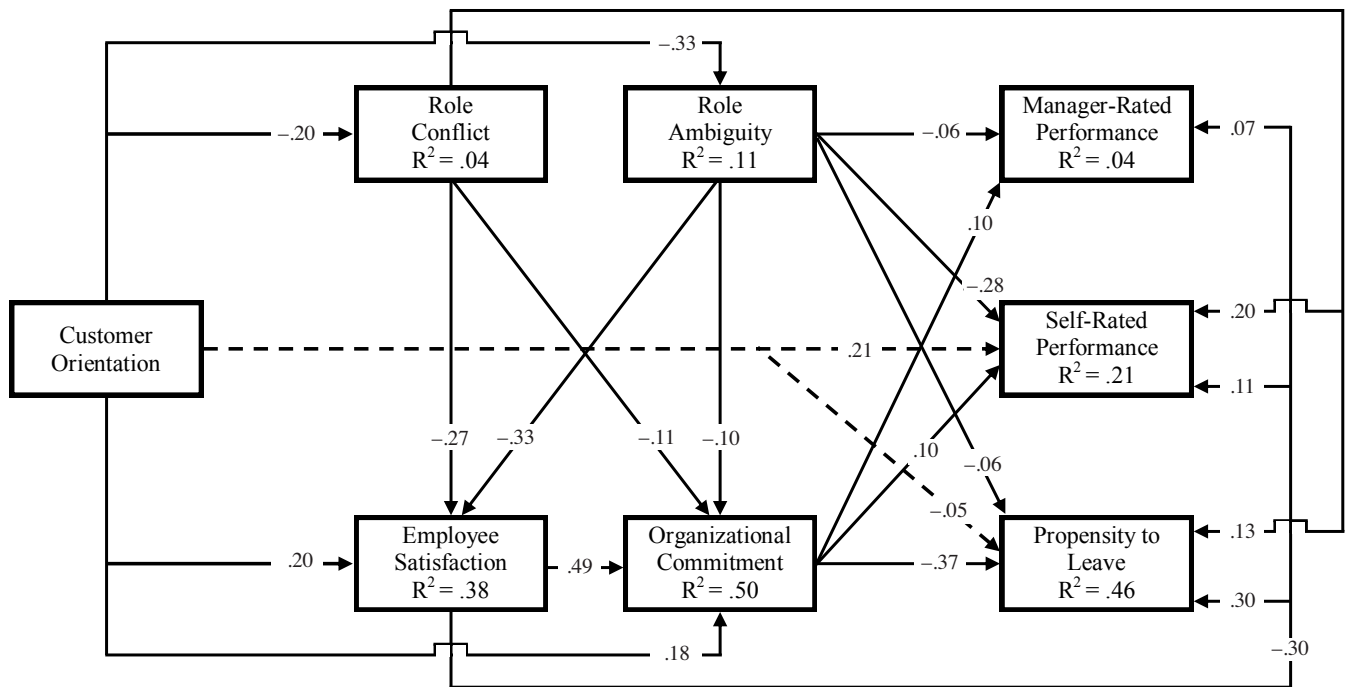 –.33
Role
Conflict
R² = .04
Role
Ambiguity
R² = .11
Manager-Rated
Performance
R² = .04
–.20
–.06
.07
.10
–.28
Customer
Orientation
.21
Self-Rated
Performance
R² = .21
.20
.11
–.27
–.33
–.11
–.10
.10
–.06
–.05
Employee
Satisfaction
R² = .38
Organizational
Commitment
R² = .50
Propensity to
Leave
R² = .46
.20
.49
–.37
.13
.30
.18
–.30